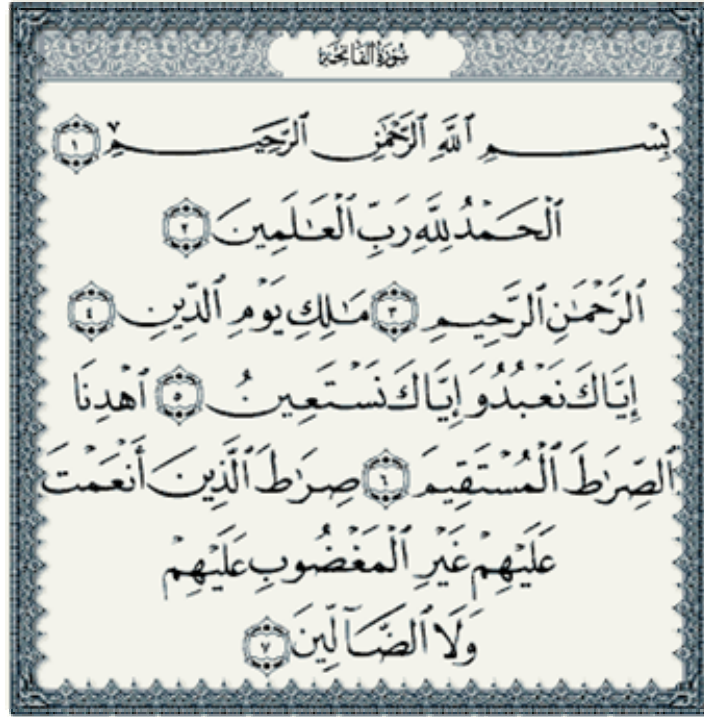 سُورَةُ الفَاتِحَةِ
بِسْمِ ٱللَّهِ ٱلرَّحْمَٰنِ ٱلرَّحِيمِ ١
ٱلْحَمْدُ لِلَّهِ رَبِّ ٱلْعَٰلَمِينَ ٢
ٱلرَّحْمَٰنِ ٱلرَّحِيمِ ٣ مَٰلِكِ يَوْمِ ٱلدِّينِ ٤
إِيَّاكَ نَعْبُدُ وَإِيَّاكَ نَسْتَعِينُ ٥ ٱهْدِنَا
ٱلصِّرَٰطَ ٱلْمُسْتَقِيمَ ٦ صِرَٰطَ ٱلَّذِينَ أَنْعَمْتَ
عَلَيْهِمْ غَيْرِ ٱلْمَغْضُوبِ عَلَيْهِمْ
وَلَا ٱلضَّآلِّينَ ٧